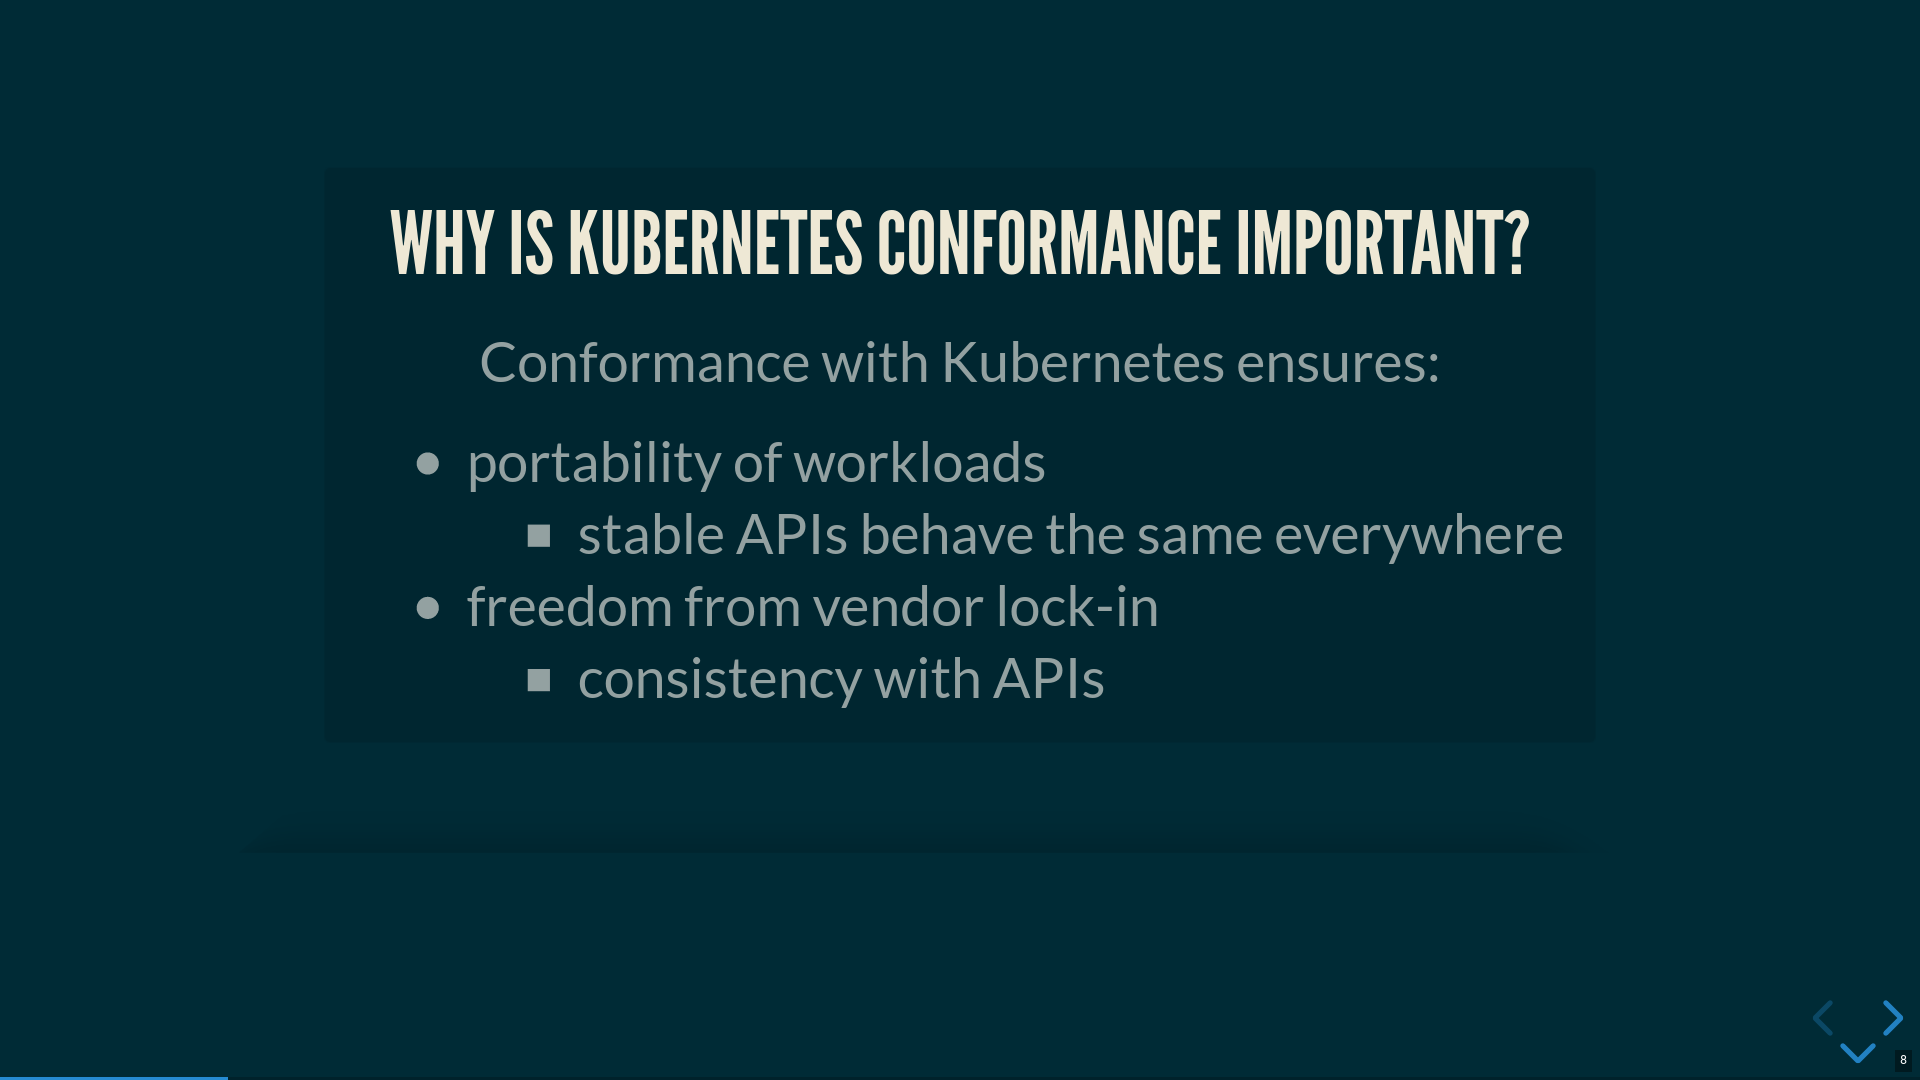 WHY IS KUBERNETES CONFORMANCE IMPORTANT?
Conformance with Kubernetes ensures:
● portability of workloads
■ stable APIs behave the same everywhere
● freedom from vendor lock-in
■ consistency with APIs
8